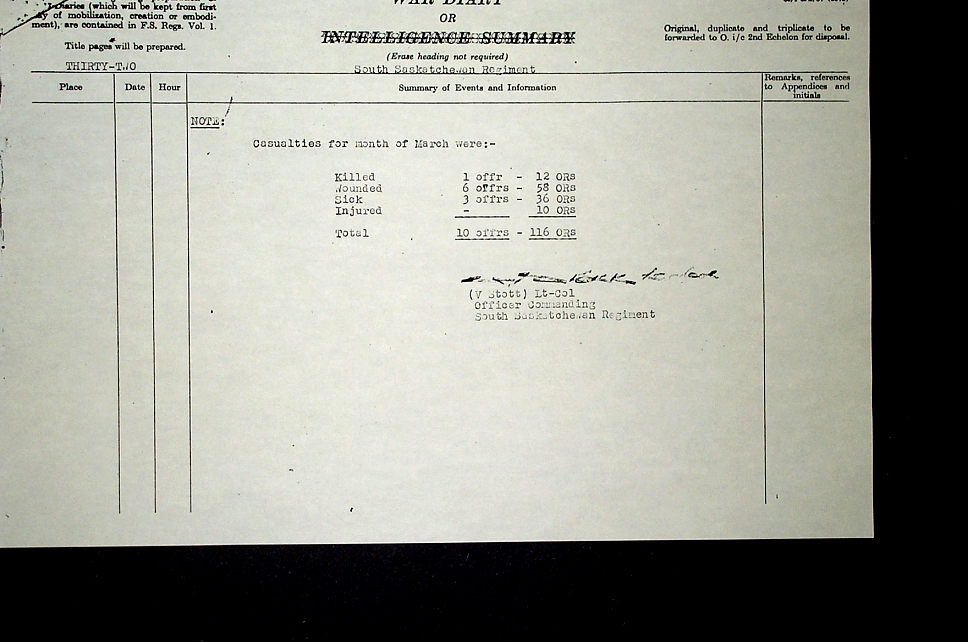 Diaries (which will be kept from first
day of mobilization, creation or embodi-
ment), are contained in F.S. Regs. Vol. 1.
Title pages will be prepared.
THIRTY-TWO
WAR DIARY
OR
INTELLIGENCE SUMMARY
(Erase heading not required)
South Saskatchewan Regiment
Original, duplicate and triplicate to be
forwarded to O. i/c 2nd Echelon for disposal.
Place Date Hour Summary of Events and Information Remarks, references
to Appendices and
initials
NOTE:
Casualties for month of March were:-
Killed 1 offr - 12 ORs
Wounded 6 offrs - 58 ORs
Sick 3 offrs - 36 ORs
Injured - 10 ORs
Total 10 offrs - 116 ORs
(V Stott) Lt-Col
Officer Commanding
South Saskatchewan Regiment